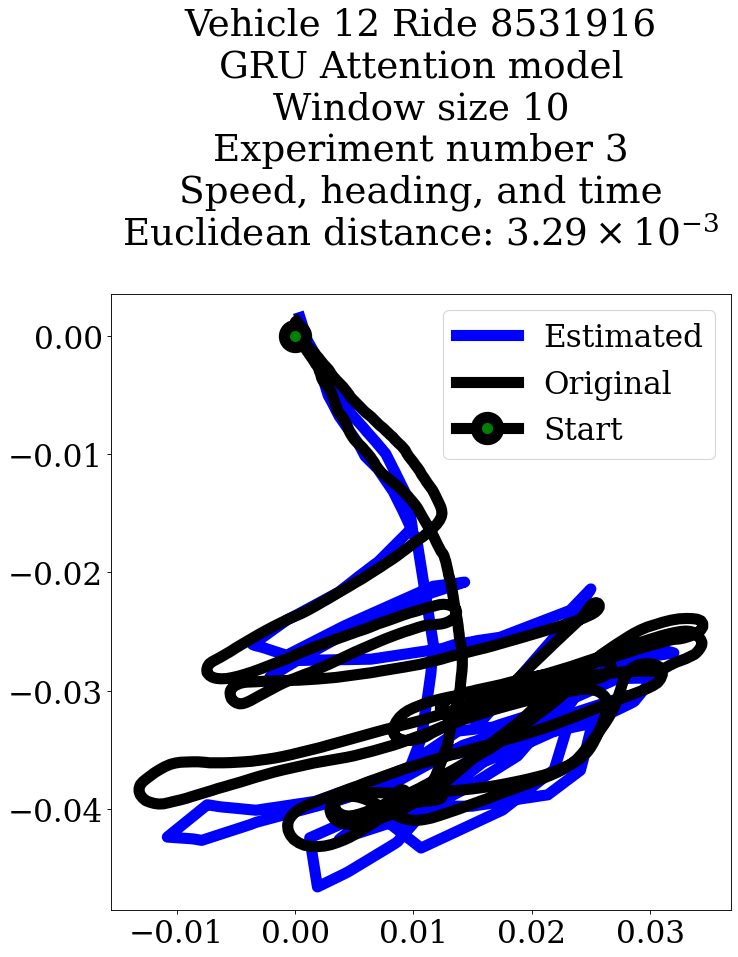 Vehicle 12 Ride 8531916
GRU Attention model
Window size 10
Experiment number 3
Speed, heading, and time
Euclidean distance: 3.29 × 10⁻³
Estimated
Original
Start
0.00
−0.01
−0.02
−0.03
−0.04
−0.01 0.00 0.01 0.02 0.03